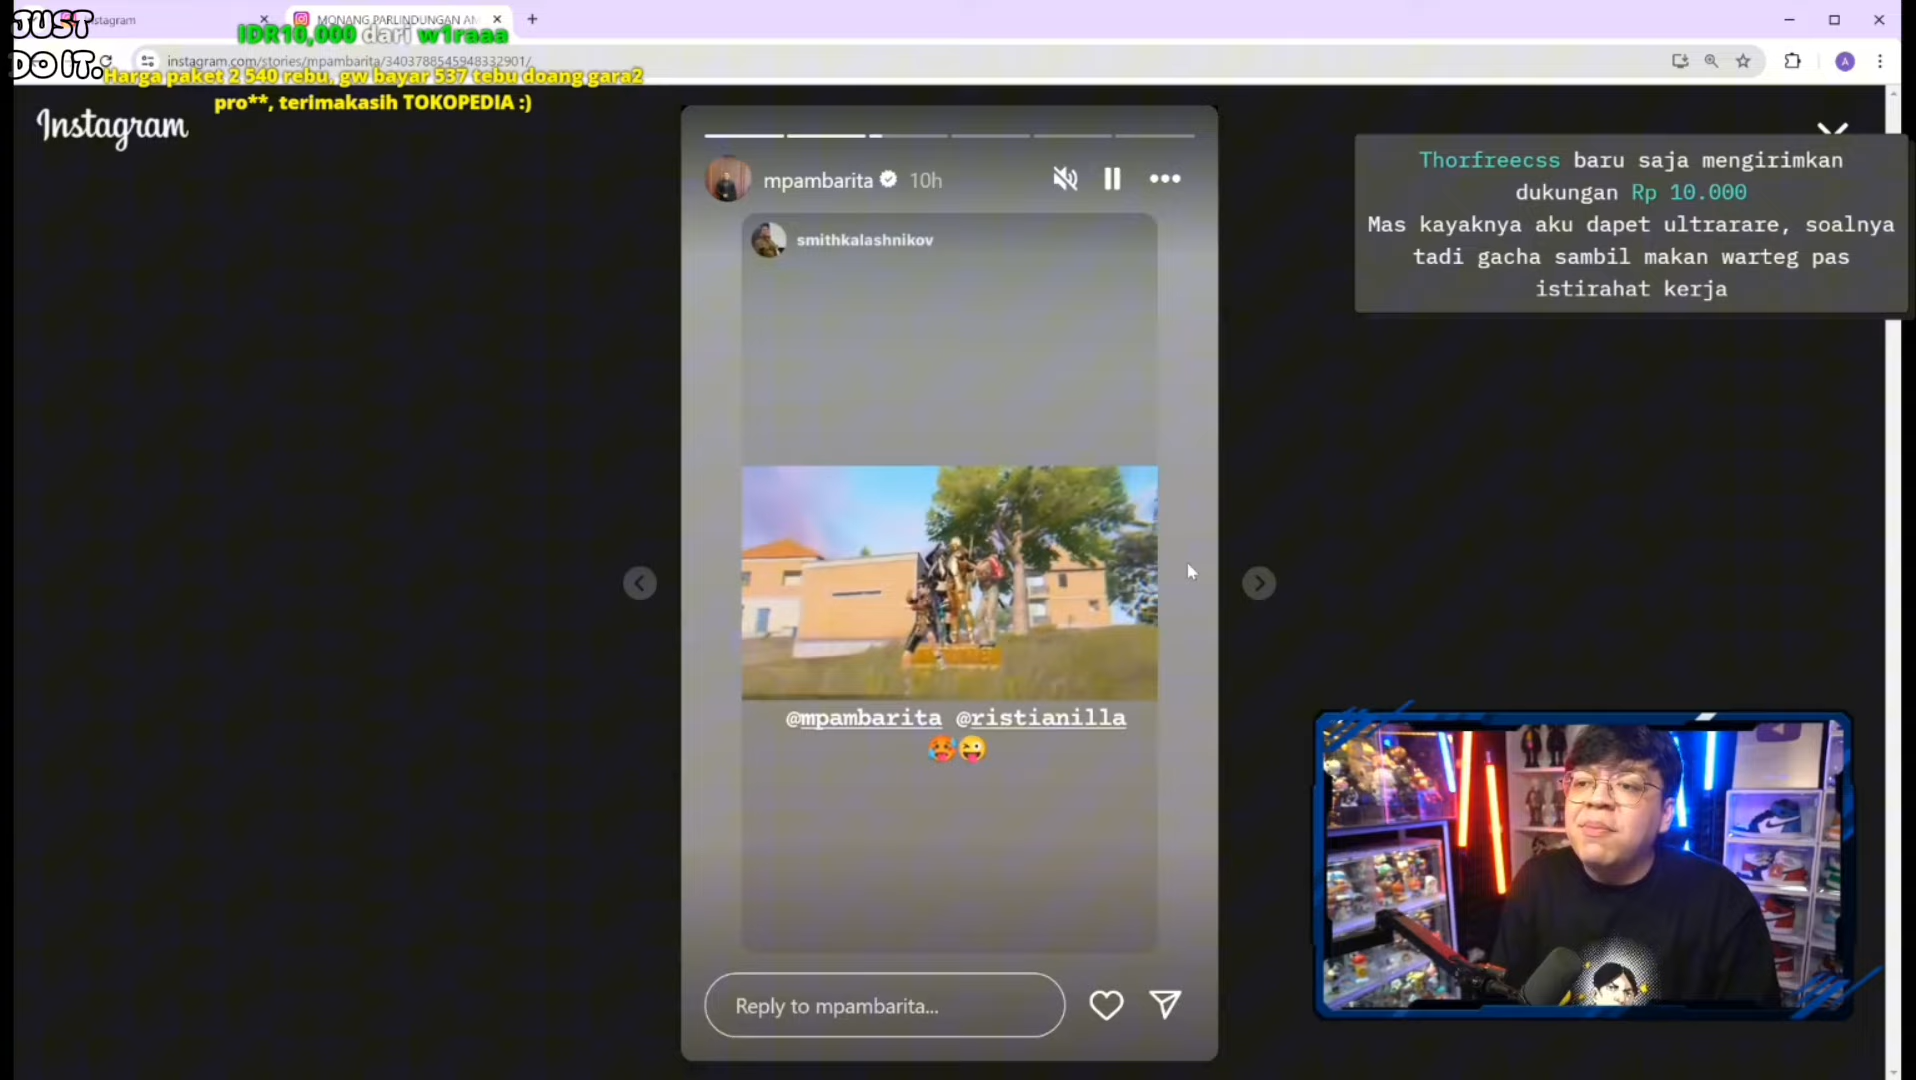 JUST
DO IT.
Instagram
MONANG PARLINDUNGAN AM
IDR10,000 dari w1raaa
instagram.com/stories/mpambarita/3403788545948332901/
Harga paket 2 540 rebu, gw bayar 537 tebu doang gara2
pro**, terimakasih TOKOPEDIA :)
A
Instagram
mpambarita 10h
smithkalashnikov
Thorfreecss baru saja mengirimkan
dukungan Rp 10.000
Mas kayaknya aku dapet ultrarare, soalnya
tadi gacha sambil makan warteg pas
istirahat kerja
@mpambarita @ristianilla
Reply to mpambarita...